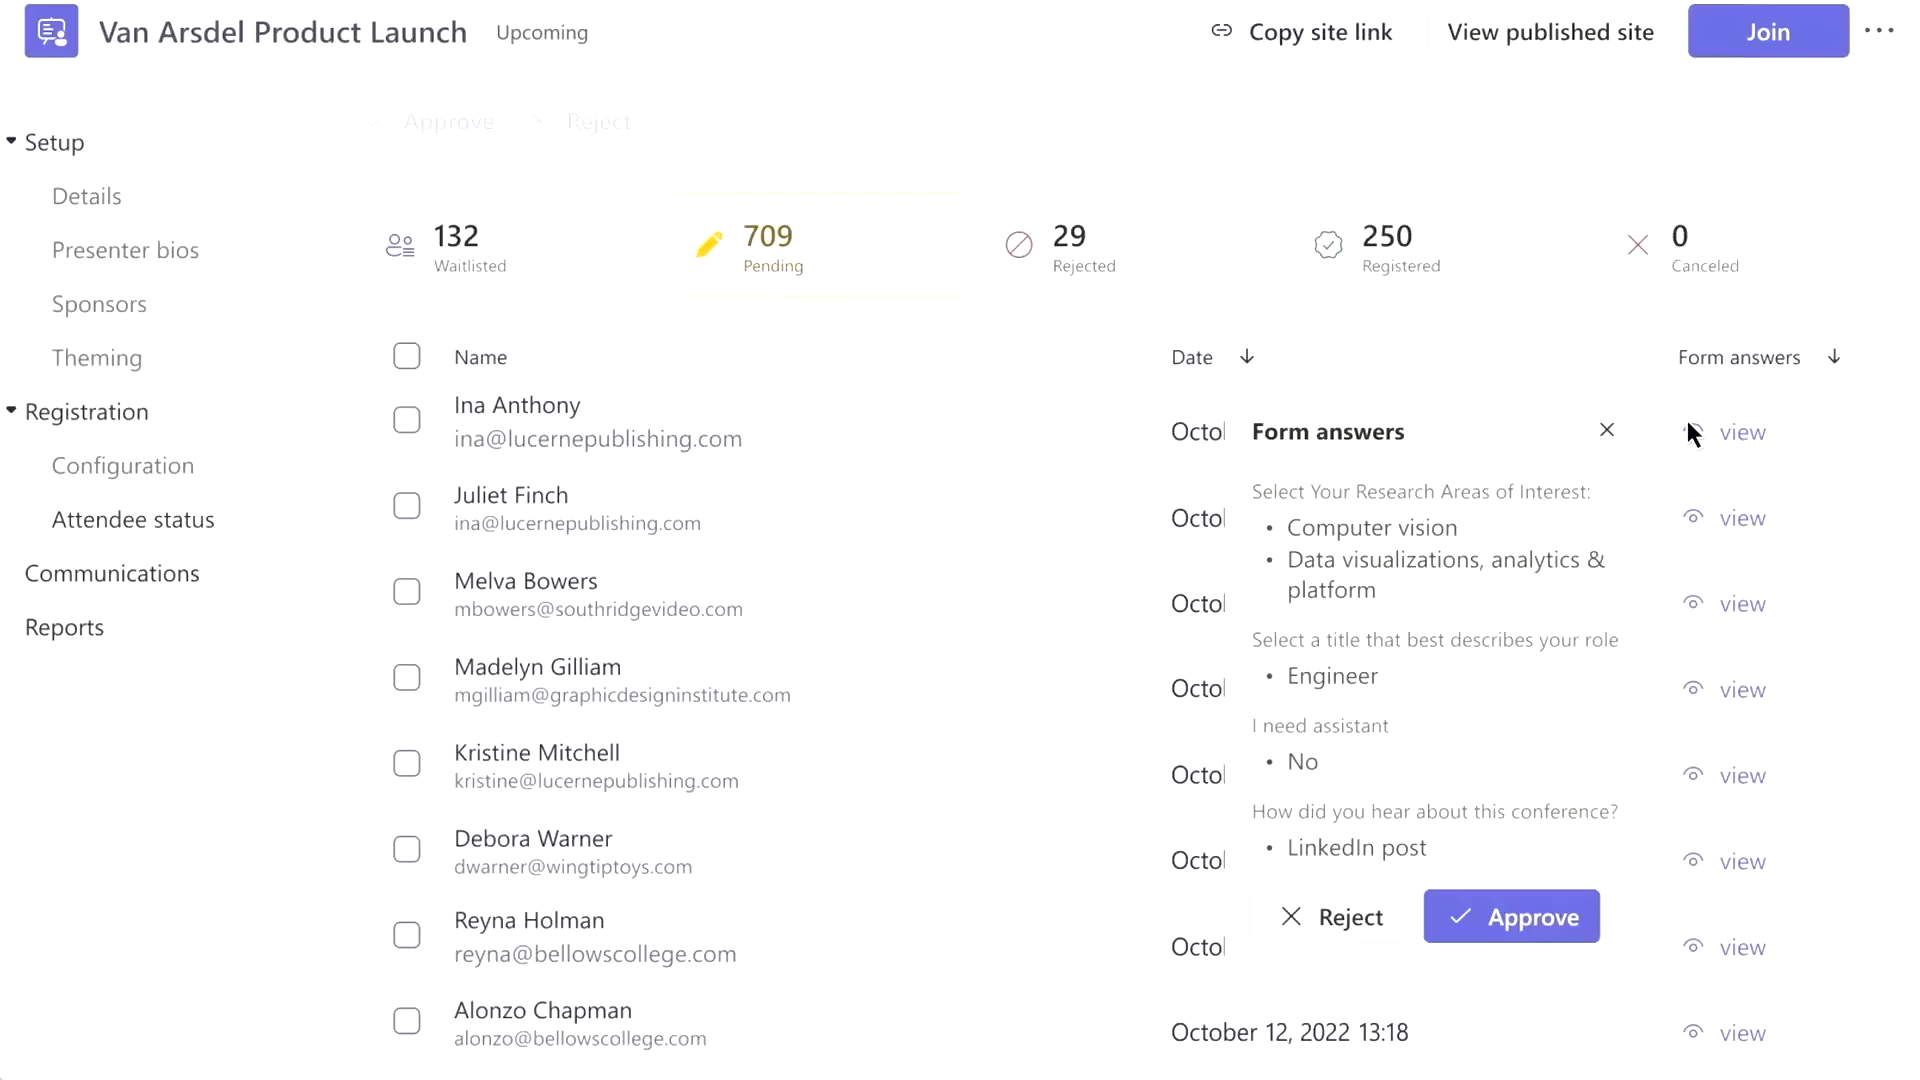 Van Arsdel Product Launch Upcoming Copy site link View published site Join
Approve Reject
Setup
Details
Presenter bios
Sponsors
Theming
Registration
Configuration
Attendee status
Communications
Reports
132 709 29 250 0
Waitlisted Pending Rejected Registered Canceled
Name Date Form answers
Ina Anthony
ina@lucernepublishing.com
Octo view
Juliet Finch
ina@lucernepublishing.com
Octo view
Melva Bowers
mbowers@southridgevideo.com
Octo view
Madelyn Gilliam
mgilliam@graphicdesigninstitute.com
Octo view
Kristine Mitchell
kristine@lucernepublishing.com
Octo view
Debora Warner
dwarner@wingtiptoys.com
Octo view
Reyna Holman
reyna@bellowscollege.com
Octo view
Alonzo Chapman
alonzo@bellowscollege.com
October 12, 2022 13:18 view
Form answers
Select Your Research Areas of Interest:
• Computer vision
• Data visualizations, analytics &
platform
Select a title that best describes your role
• Engineer
I need assistant
• No
How did you hear about this conference?
• LinkedIn post
Reject Approve